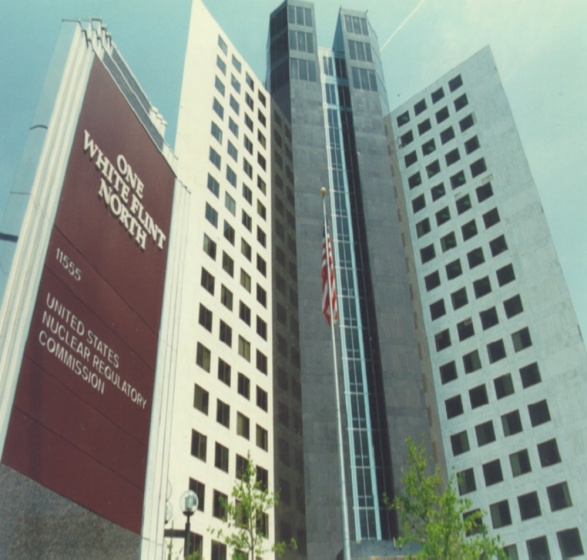 ONE
WHITE FLINT
NORTH
11555
UNITED STATES
NUCLEAR REGULATORY
COMMISSION